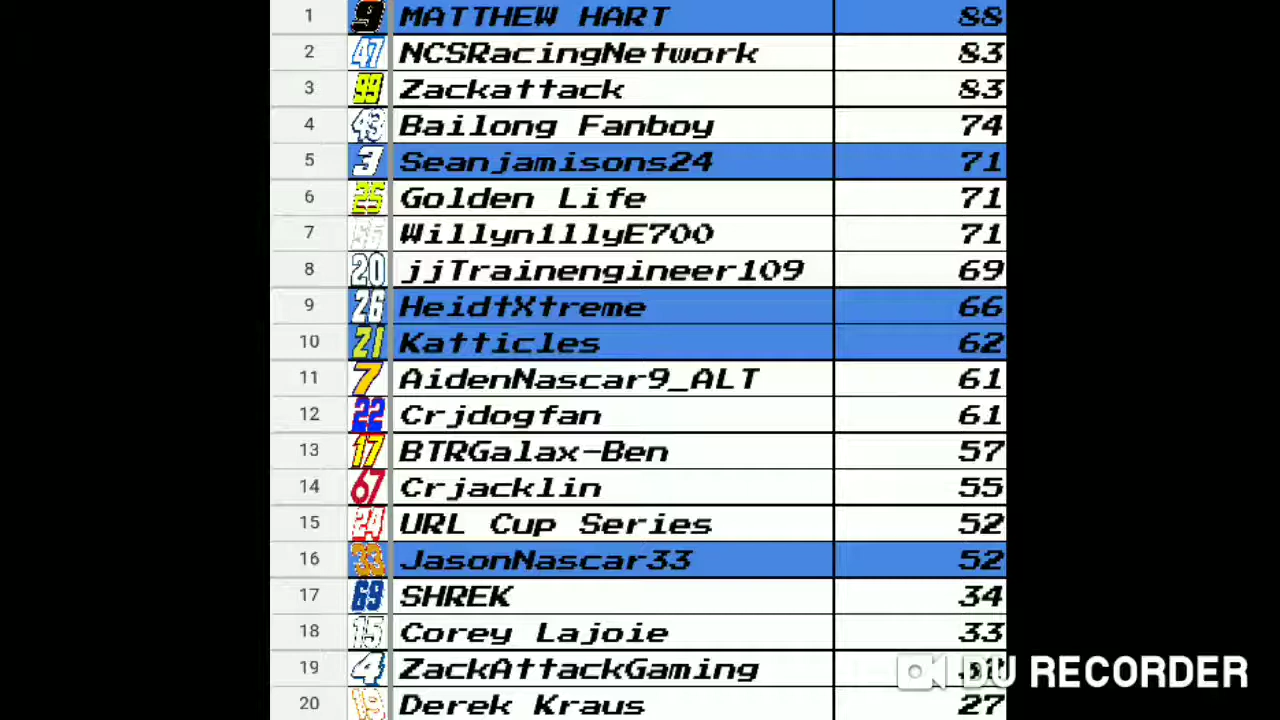 1 9 MATTHEW HART 88
2 47 NCSRacingNetwork 83
3 99 Zackattack 83
4 43 Bailong Fanboy 74
5 3 Seanjamisons24 71
6 25 Golden Life 71
7 56 Willyn1llyE700 71
8 20 jjTrainengineer109 69
9 26 HeidtXtreme 66
10 21 Katticles 62
11 7 AidenNascar9_ALT 61
12 22 Crjdogfan 61
13 17 BTRGalax-Ben 57
14 67 Crjacklin 55
15 24 URL Cup Series 52
16 33 JasonNascar33 52
17 69 SHREK 34
18 15 Corey Lajoie 33
19 4 ZackAttackGaming
DU RECORDER
20 19 Derek Kraus 27